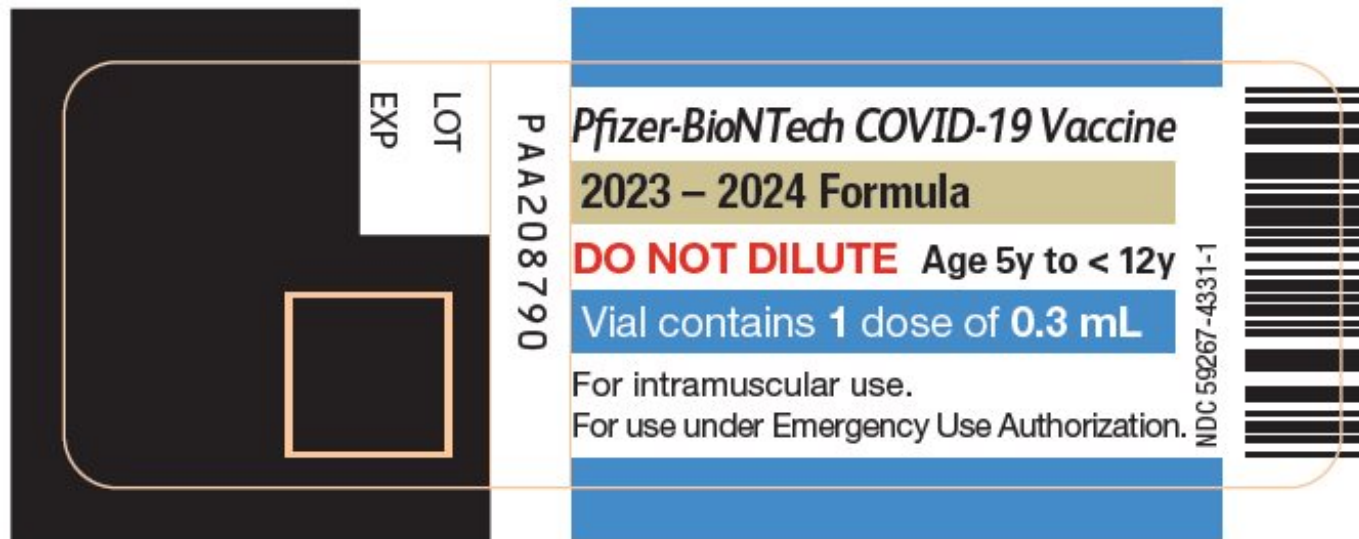 LOT
EXP
PAA208790
Pfizer-BioNTech COVID-19 Vaccine
2023 – 2024 Formula
DO NOT DILUTE Age 5y to < 12y
Vial contains 1 dose of 0.3 mL
For intramuscular use.
For use under Emergency Use Authorization.
NDC 59267-4331-1